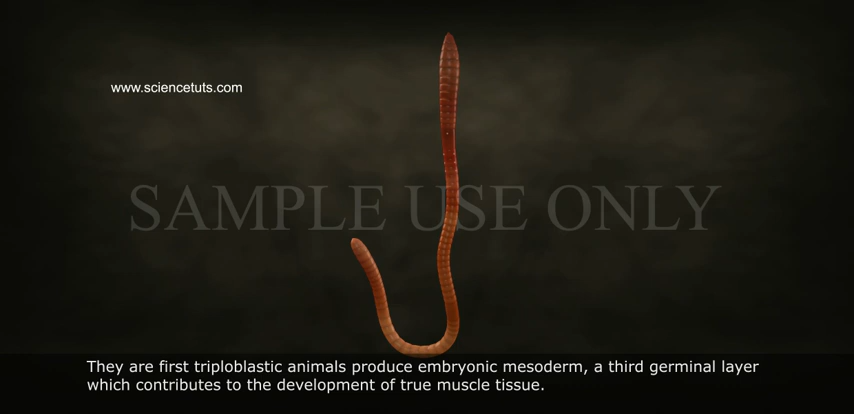 www.sciencetuts.com
SAMPLE USE ONLY
They are first triploblastic animals produce embryonic mesoderm, a third germinal layer
which contributes to the development of true muscle tissue.